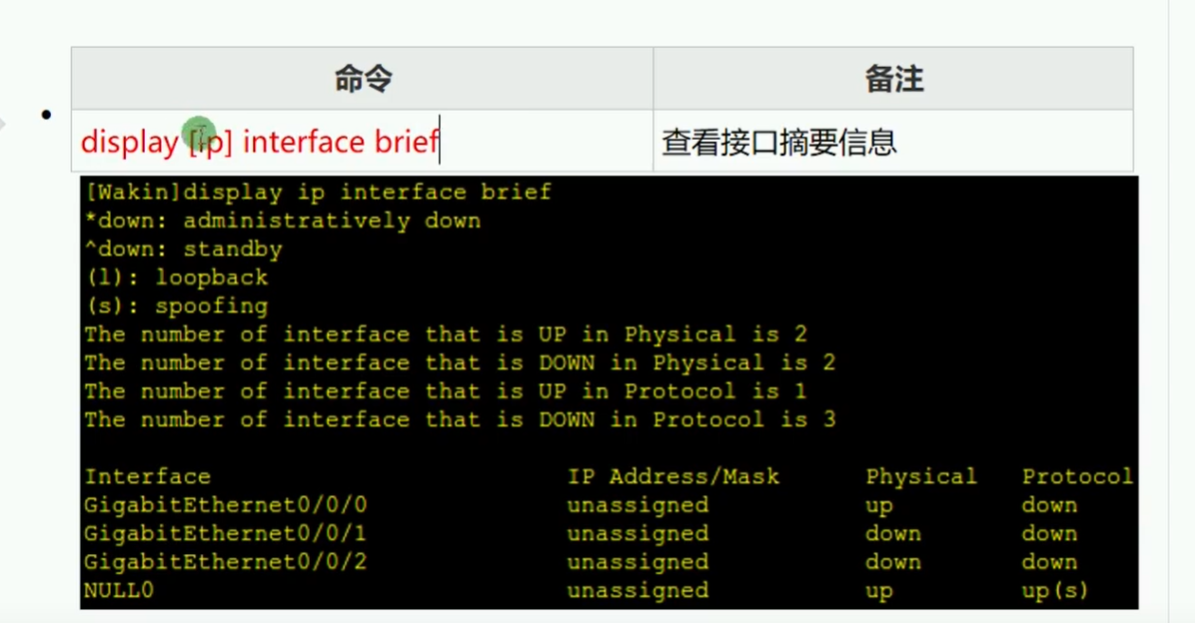 命令 备注
display [ip] interface brief 查看接口摘要信息
[Wakin]display ip interface brief
*down: administratively down
^down: standby
(l): loopback
(s): spoofing
The number of interface that is UP in Physical is 2
The number of interface that is DOWN in Physical is 2
The number of interface that is UP in Protocol is 1
The number of interface that is DOWN in Protocol is 3
Interface IP Address/Mask Physical Protocol
GigabitEthernet0/0/0 unassigned up down
GigabitEthernet0/0/1 unassigned down down
GigabitEthernet0/0/2 unassigned down down
NULL0 unassigned up up(s)